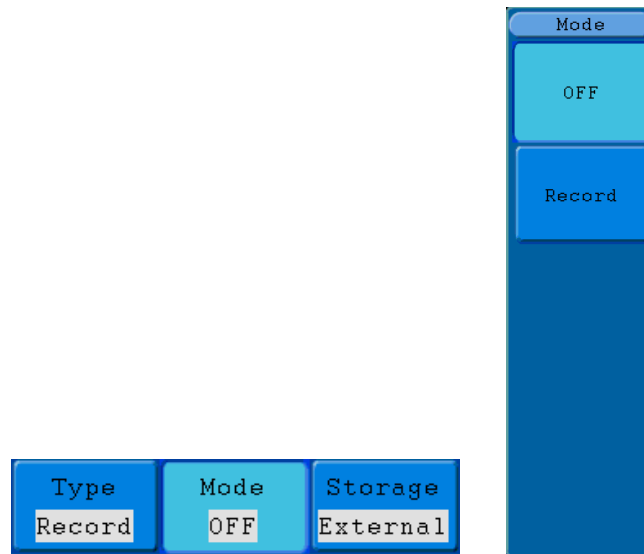 Mode
OFF
Record
Type
Record
Mode
OFF
Storage
External